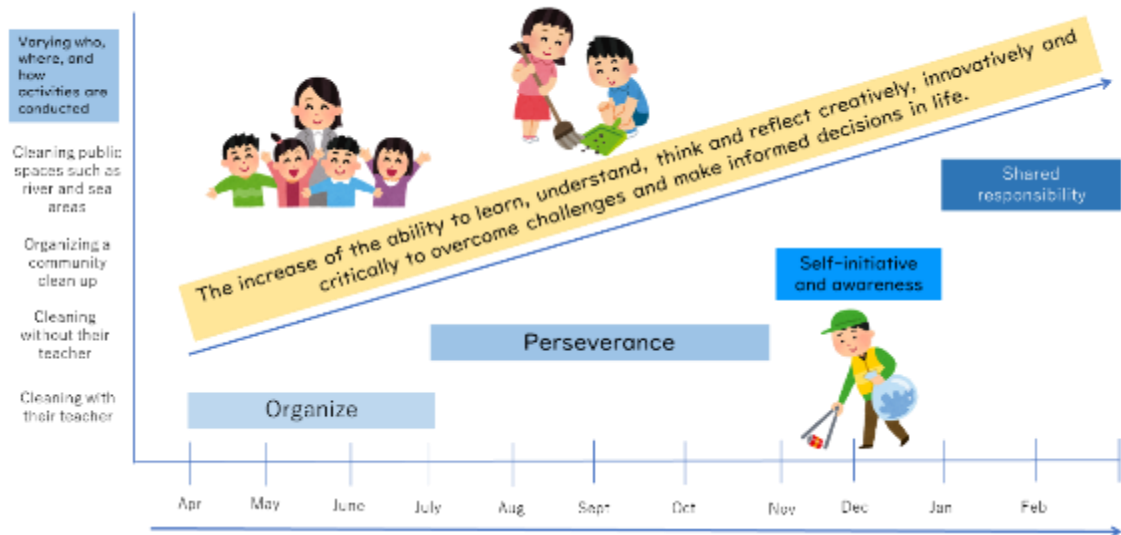 Varying who,
where, and
how
activities are
conducted
Cleaning public
spaces such as
river and sea
areas
Organizing a
community
clean up
Cleaning
without their
teacher
Cleaning with
their teacher
The increase of the ability to learn, understand, think and reflect creatively, innovatively and
critically to overcome challenges and make informed decisions in life.
Shared
responsibility
Self-initiative
and awareness
Perseverance
Organize
Apr May June July Aug Sept Oct Nov Dec Jan Feb